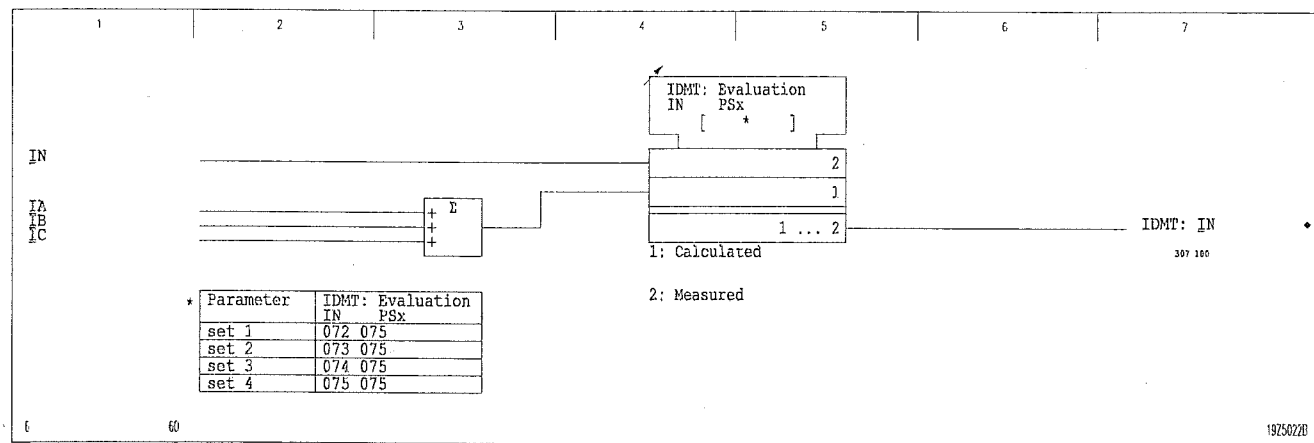 1 2 3 4 5 6 7
IDMT: Evaluation
IN PSx
[ * ]
IN
2
IA
IB
IC
Σ
+
+
+
1
1 ... 2
IDMT: IN
307 100
1: Calculated
2: Measured
* Parameter IDMT: Evaluation
IN PSx
set 1 072 075
set 2 073 075
set 3 074 075
set 4 075 075
60
19Z5022D